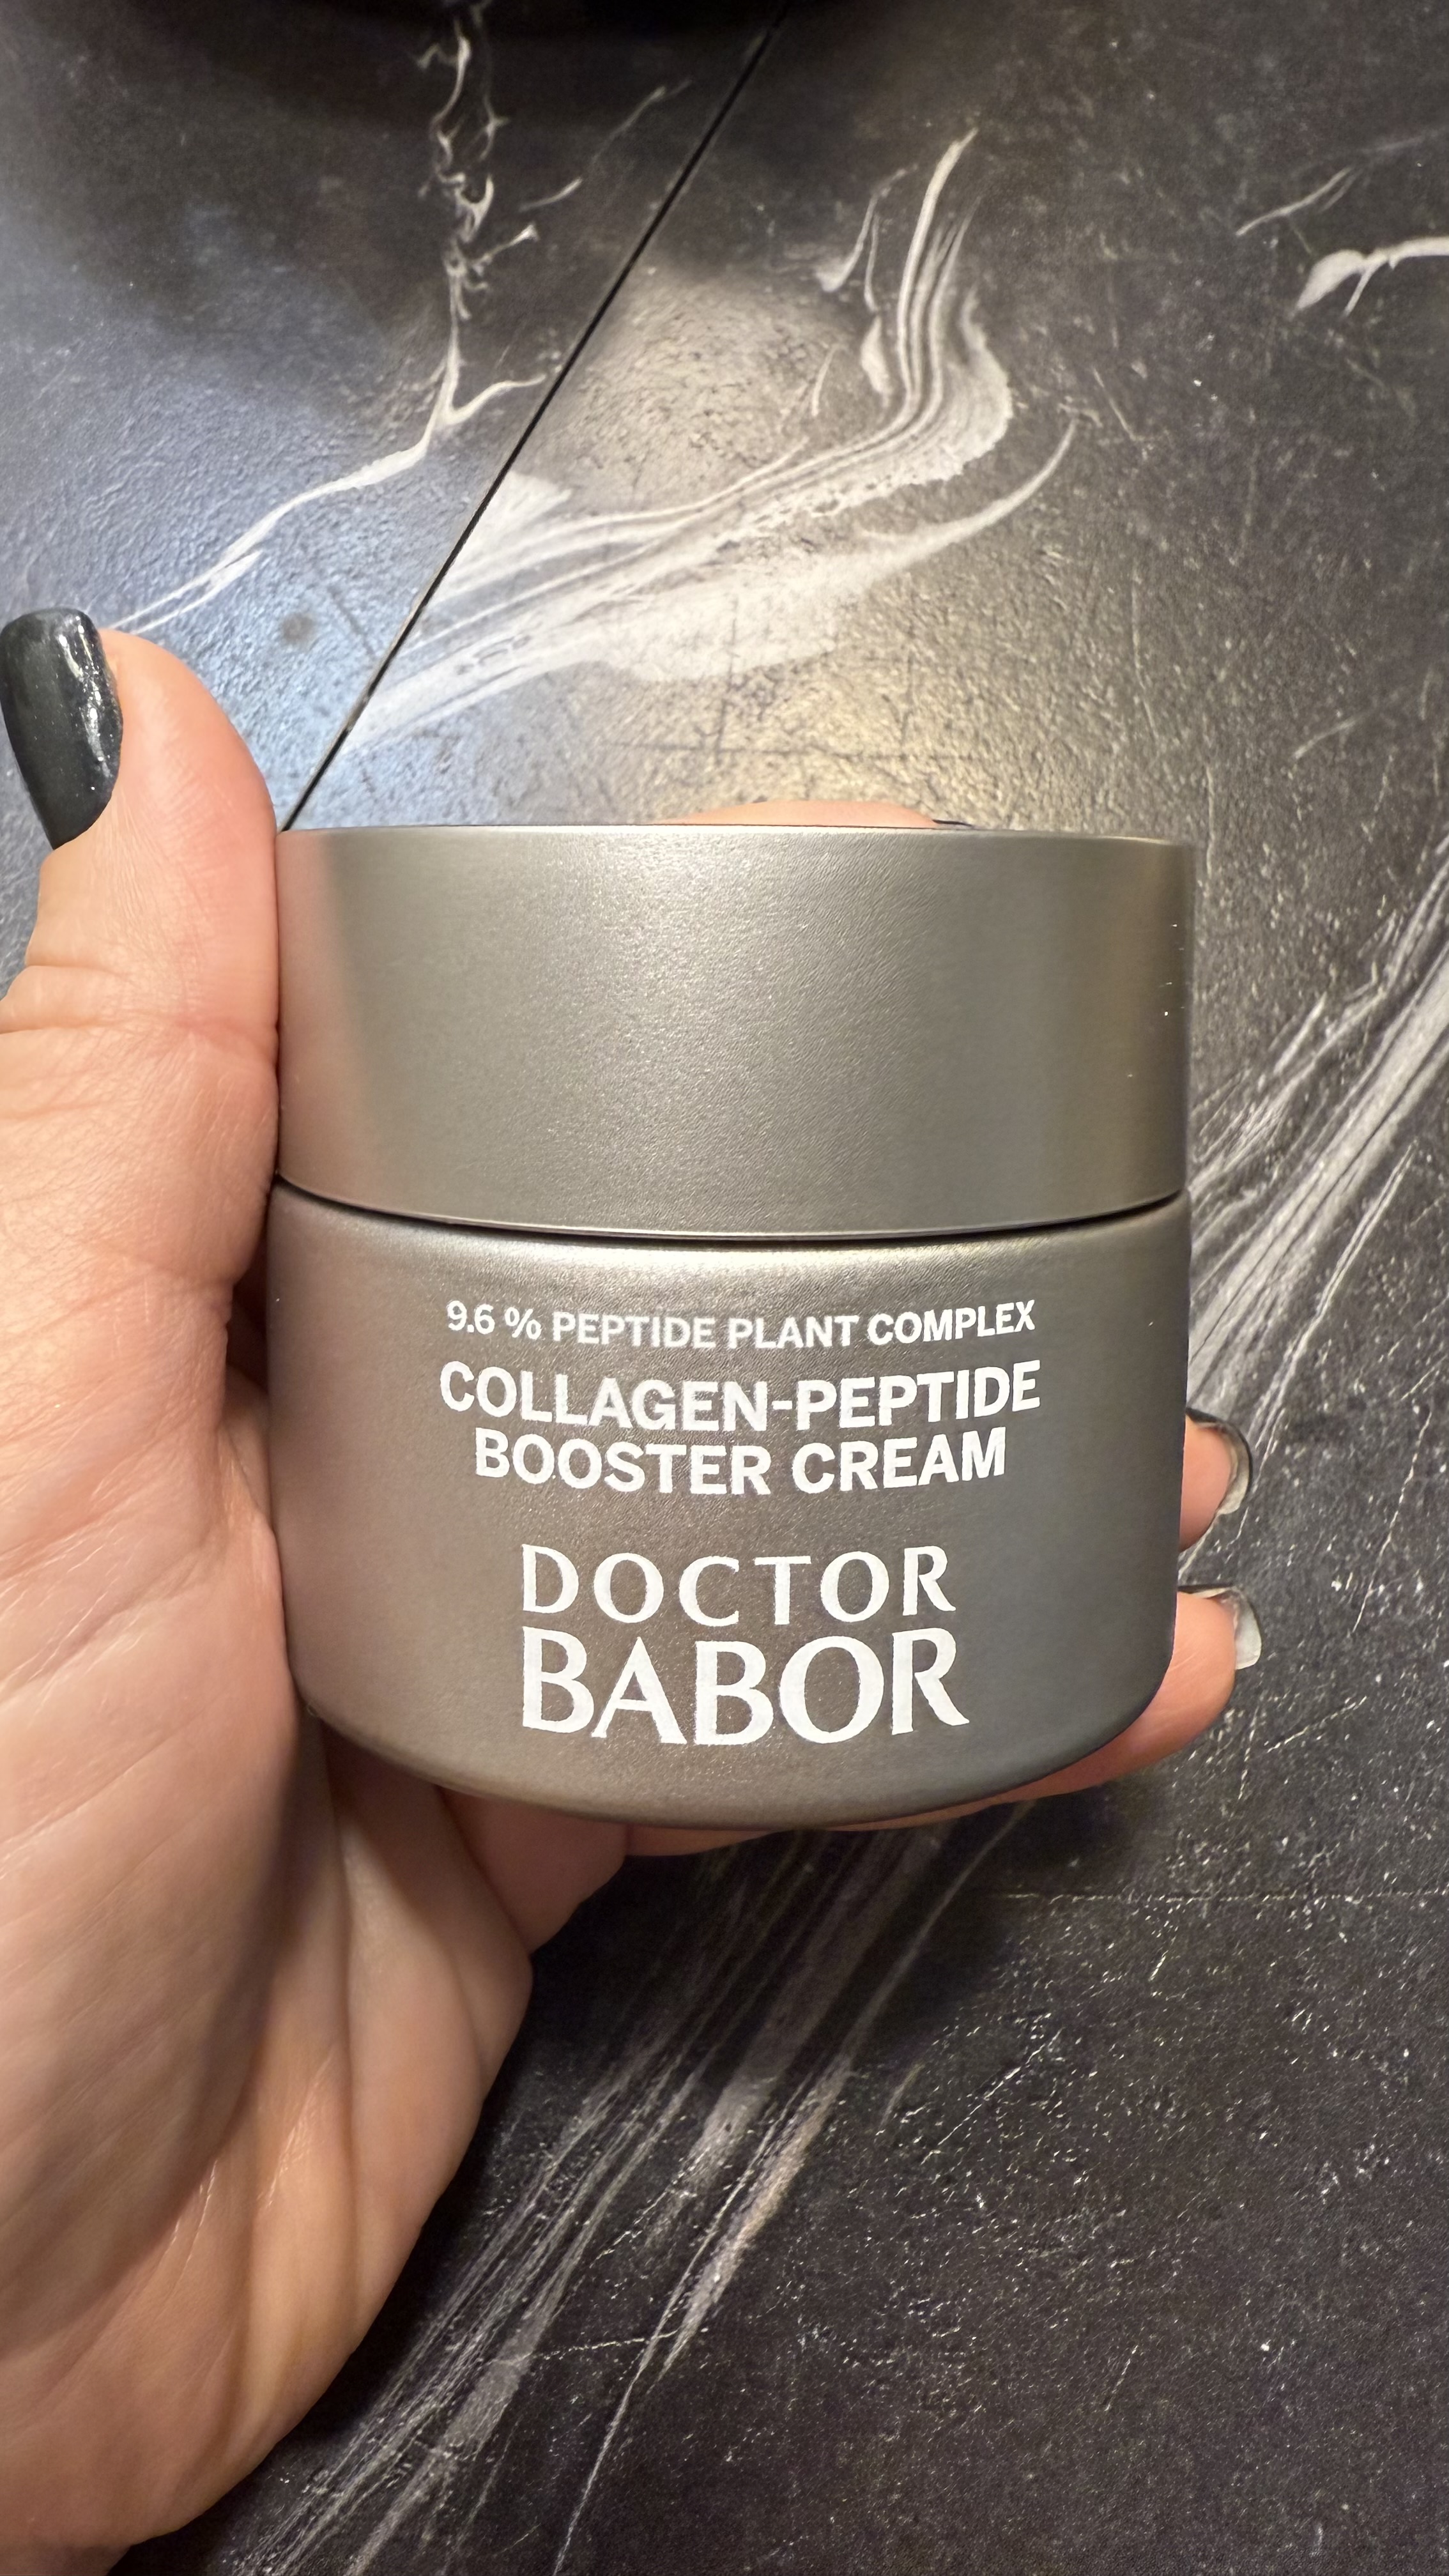 9.6 % PEPTIDE PLANT COMPLEX
COLLAGEN-PEPTIDE
BOOSTER CREAM
DOCTOR
BABOR